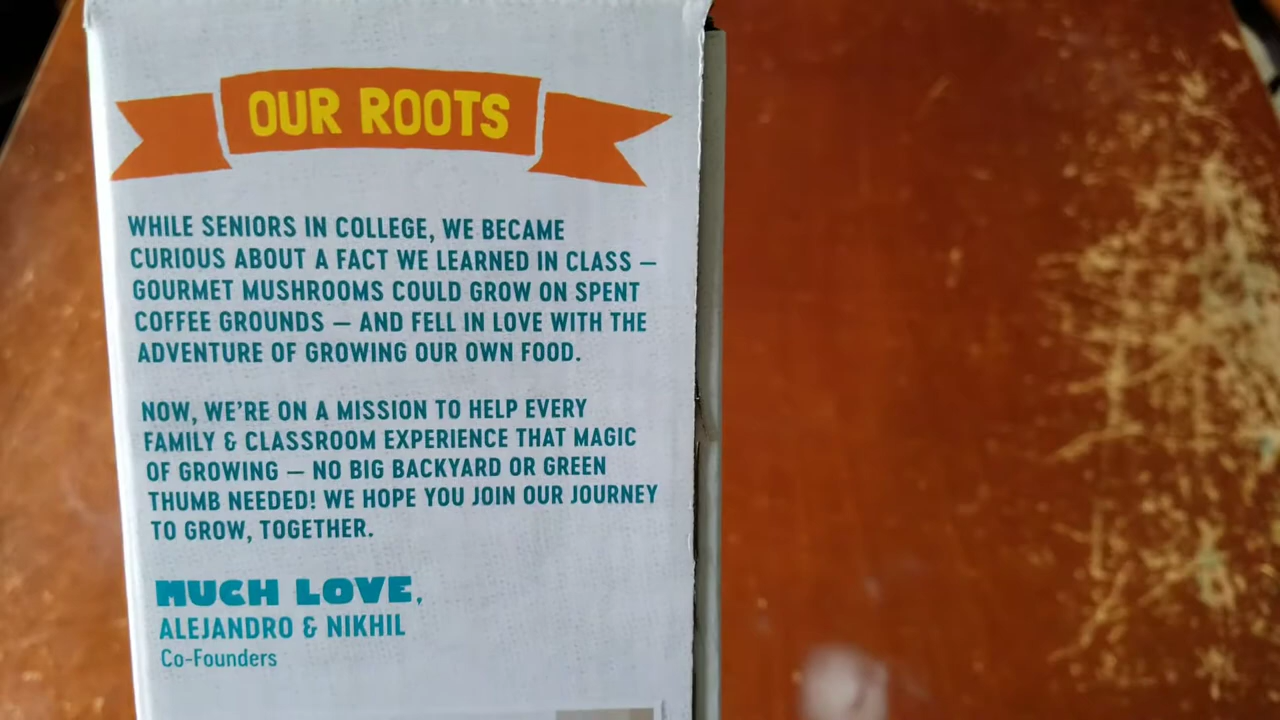 OUR ROOTS
WHILE SENIORS IN COLLEGE, WE BECAME
CURIOUS ABOUT A FACT WE LEARNED IN CLASS —
GOURMET MUSHROOMS COULD GROW ON SPENT
COFFEE GROUNDS — AND FELL IN LOVE WITH THE
ADVENTURE OF GROWING OUR OWN FOOD.
NOW, WE'RE ON A MISSION TO HELP EVERY
FAMILY & CLASSROOM EXPERIENCE THAT MAGIC
OF GROWING — NO BIG BACKYARD OR GREEN
THUMB NEEDED! WE HOPE YOU JOIN OUR JOURNEY
TO GROW, TOGETHER.
MUCH LOVE,
ALEJANDRO & NIKHIL
Co-Founders